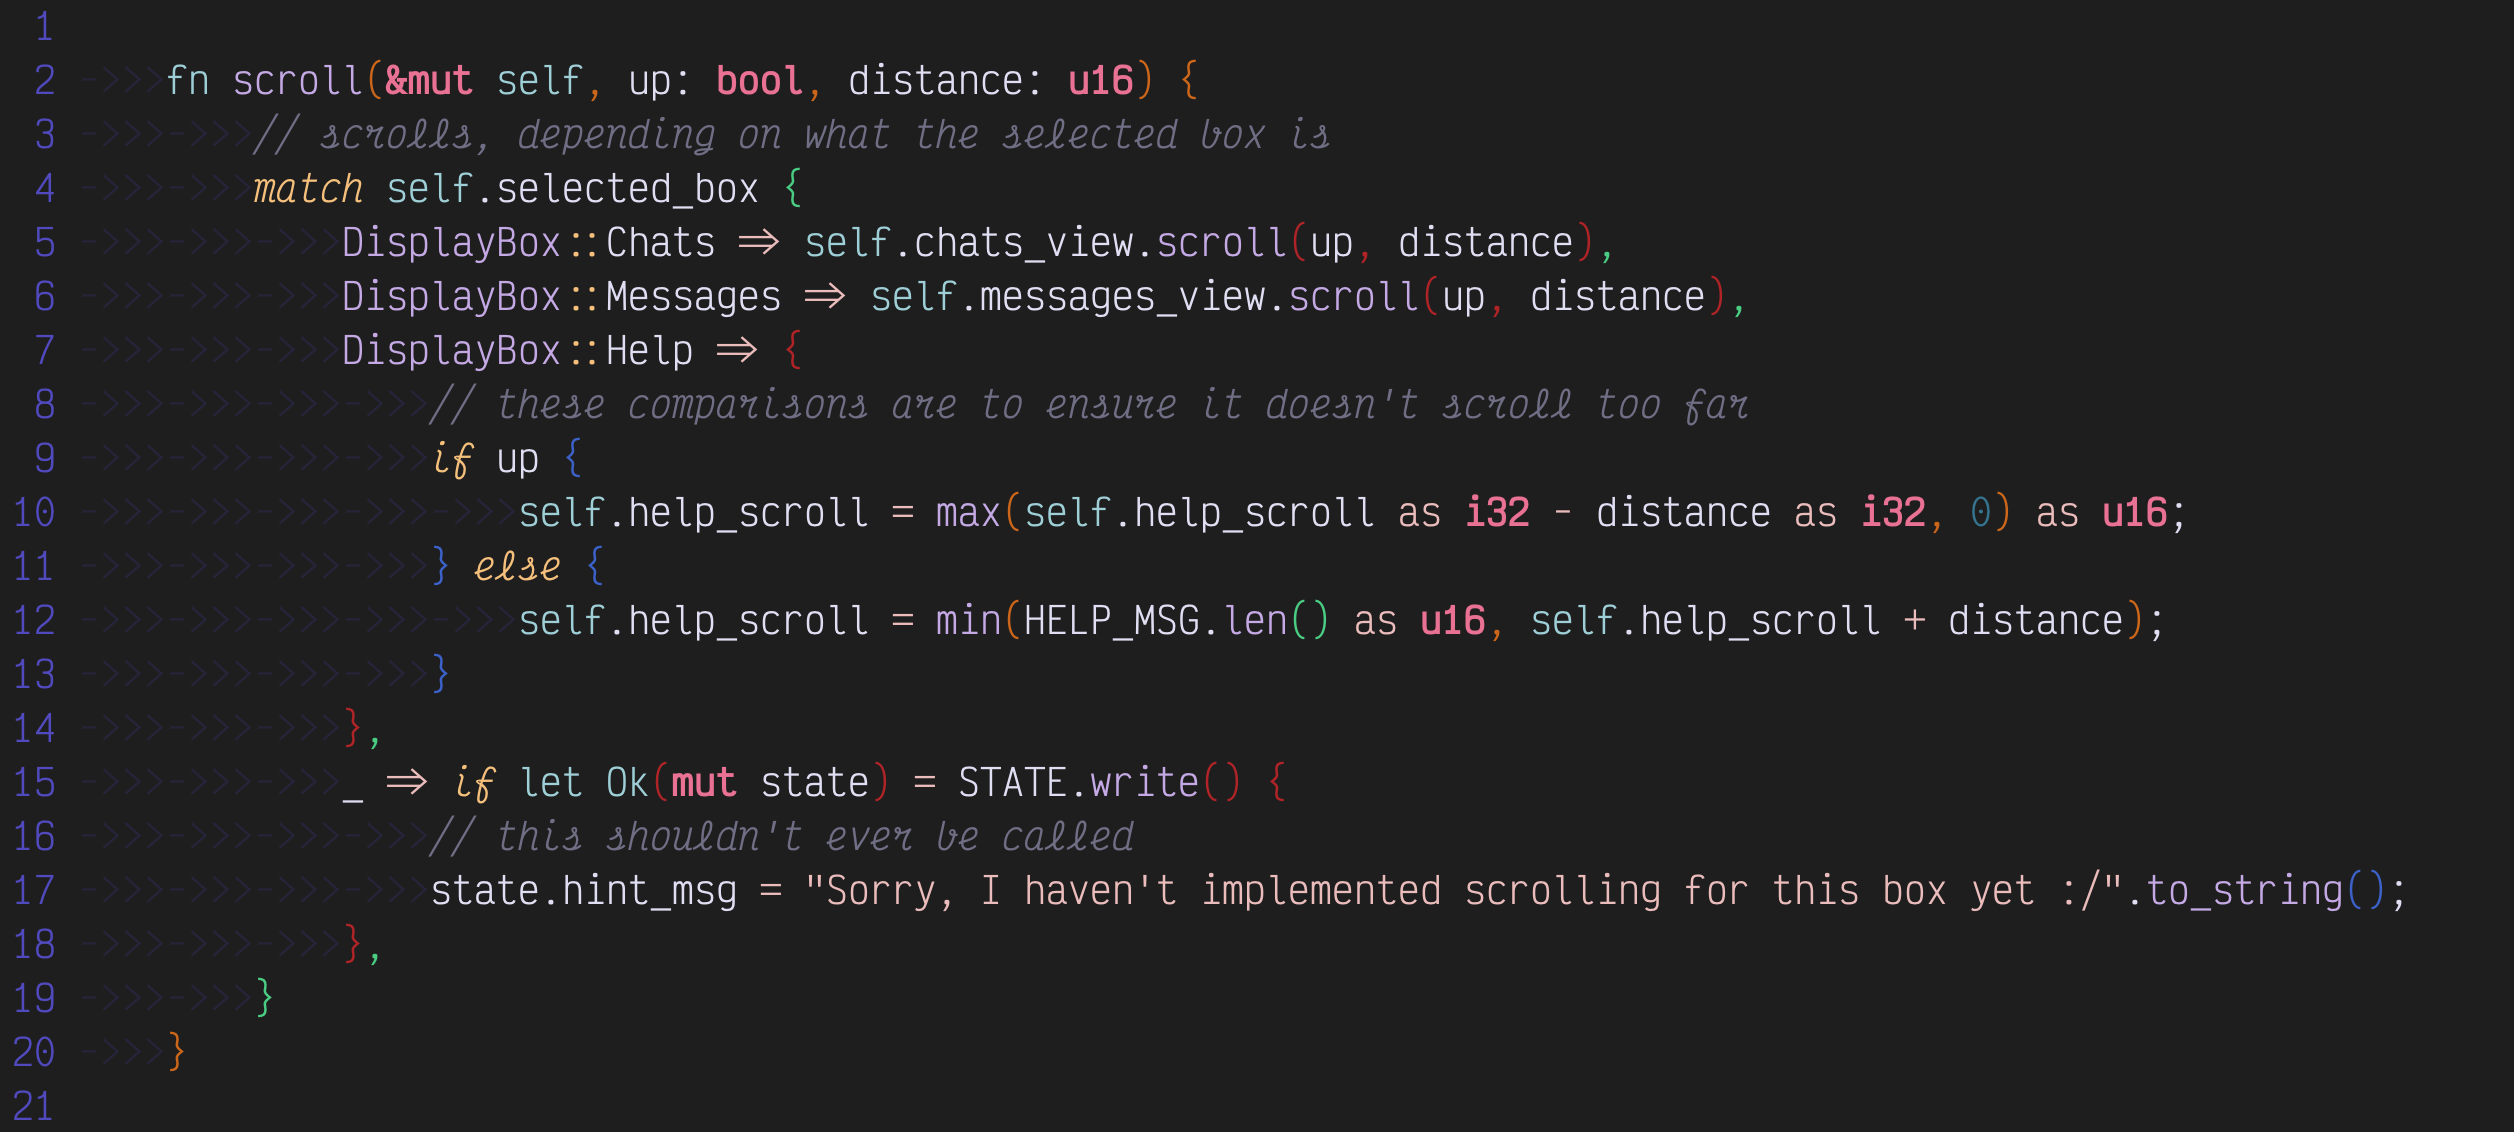 1
2 fn scroll(&mut self, up: bool, distance: u16) {
3 // scrolls, depending on what the selected box is
4 match self.selected_box {
5 DisplayBox::Chats => self.chats_view.scroll(up, distance),
6 DisplayBox::Messages => self.messages_view.scroll(up, distance),
7 DisplayBox::Help => {
8 // these comparisons are to ensure it doesn't scroll too far
9 if up {
10 self.help_scroll = max(self.help_scroll as i32 - distance as i32, 0) as u16;
11 } else {
12 self.help_scroll = min(HELP_MSG.len() as u16, self.help_scroll + distance);
13 }
14 },
15 _ => if let Ok(mut state) = STATE.write() {
16 // this shouldn't ever be called
17 state.hint_msg = "Sorry, I haven't implemented scrolling for this box yet :/".to_string();
18 },
19 }
20 }
21